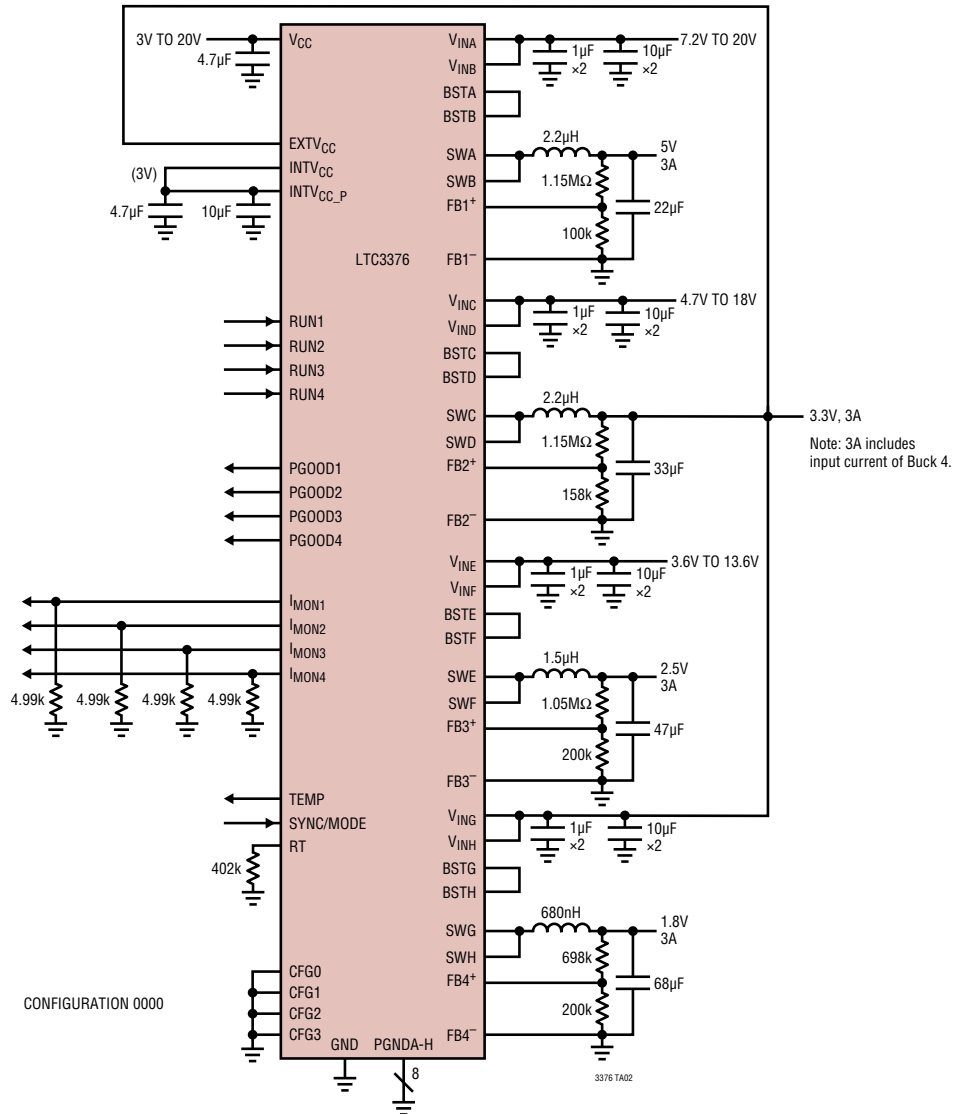 3V TO 20V
4.7µF
VCC
EXTVCC
(3V)
INTVCC
INTVCC_P
4.7µF
10µF
LTC3376
RUN1
RUN2
RUN3
RUN4
PGOOD1
PGOOD2
PGOOD3
PGOOD4
IMON1
IMON2
IMON3
IMON4
4.99k
4.99k
4.99k
4.99k
TEMP
SYNC/MODE
RT
402k
CFG0
CFG1
CFG2
CFG3
CONFIGURATION 0000
GND
PGNDA-H
8
VINA
7.2V TO 20V
VINB
1µF
×2
10µF
×2
BSTA
BSTB
2.2µH
SWA
5V
3A
SWB
1.15MΩ
FB1+
22µF
100k
FB1–
VINC
4.7V TO 18V
VIND
1µF
×2
10µF
×2
BSTC
BSTD
2.2µH
SWC
3.3V, 3A
Note: 3A includes
input current of Buck 4.
SWD
1.15MΩ
FB2+
33µF
158k
FB2–
VINE
3.6V TO 13.6V
VINF
1µF
×2
10µF
×2
BSTE
BSTF
1.5µH
SWE
2.5V
3A
SWF
1.05MΩ
FB3+
47µF
200k
FB3–
VING
VINH
1µF
×2
10µF
×2
BSTG
BSTH
680nH
SWG
1.8V
3A
SWH
698k
FB4+
68µF
200k
FB4–
3376 TA02